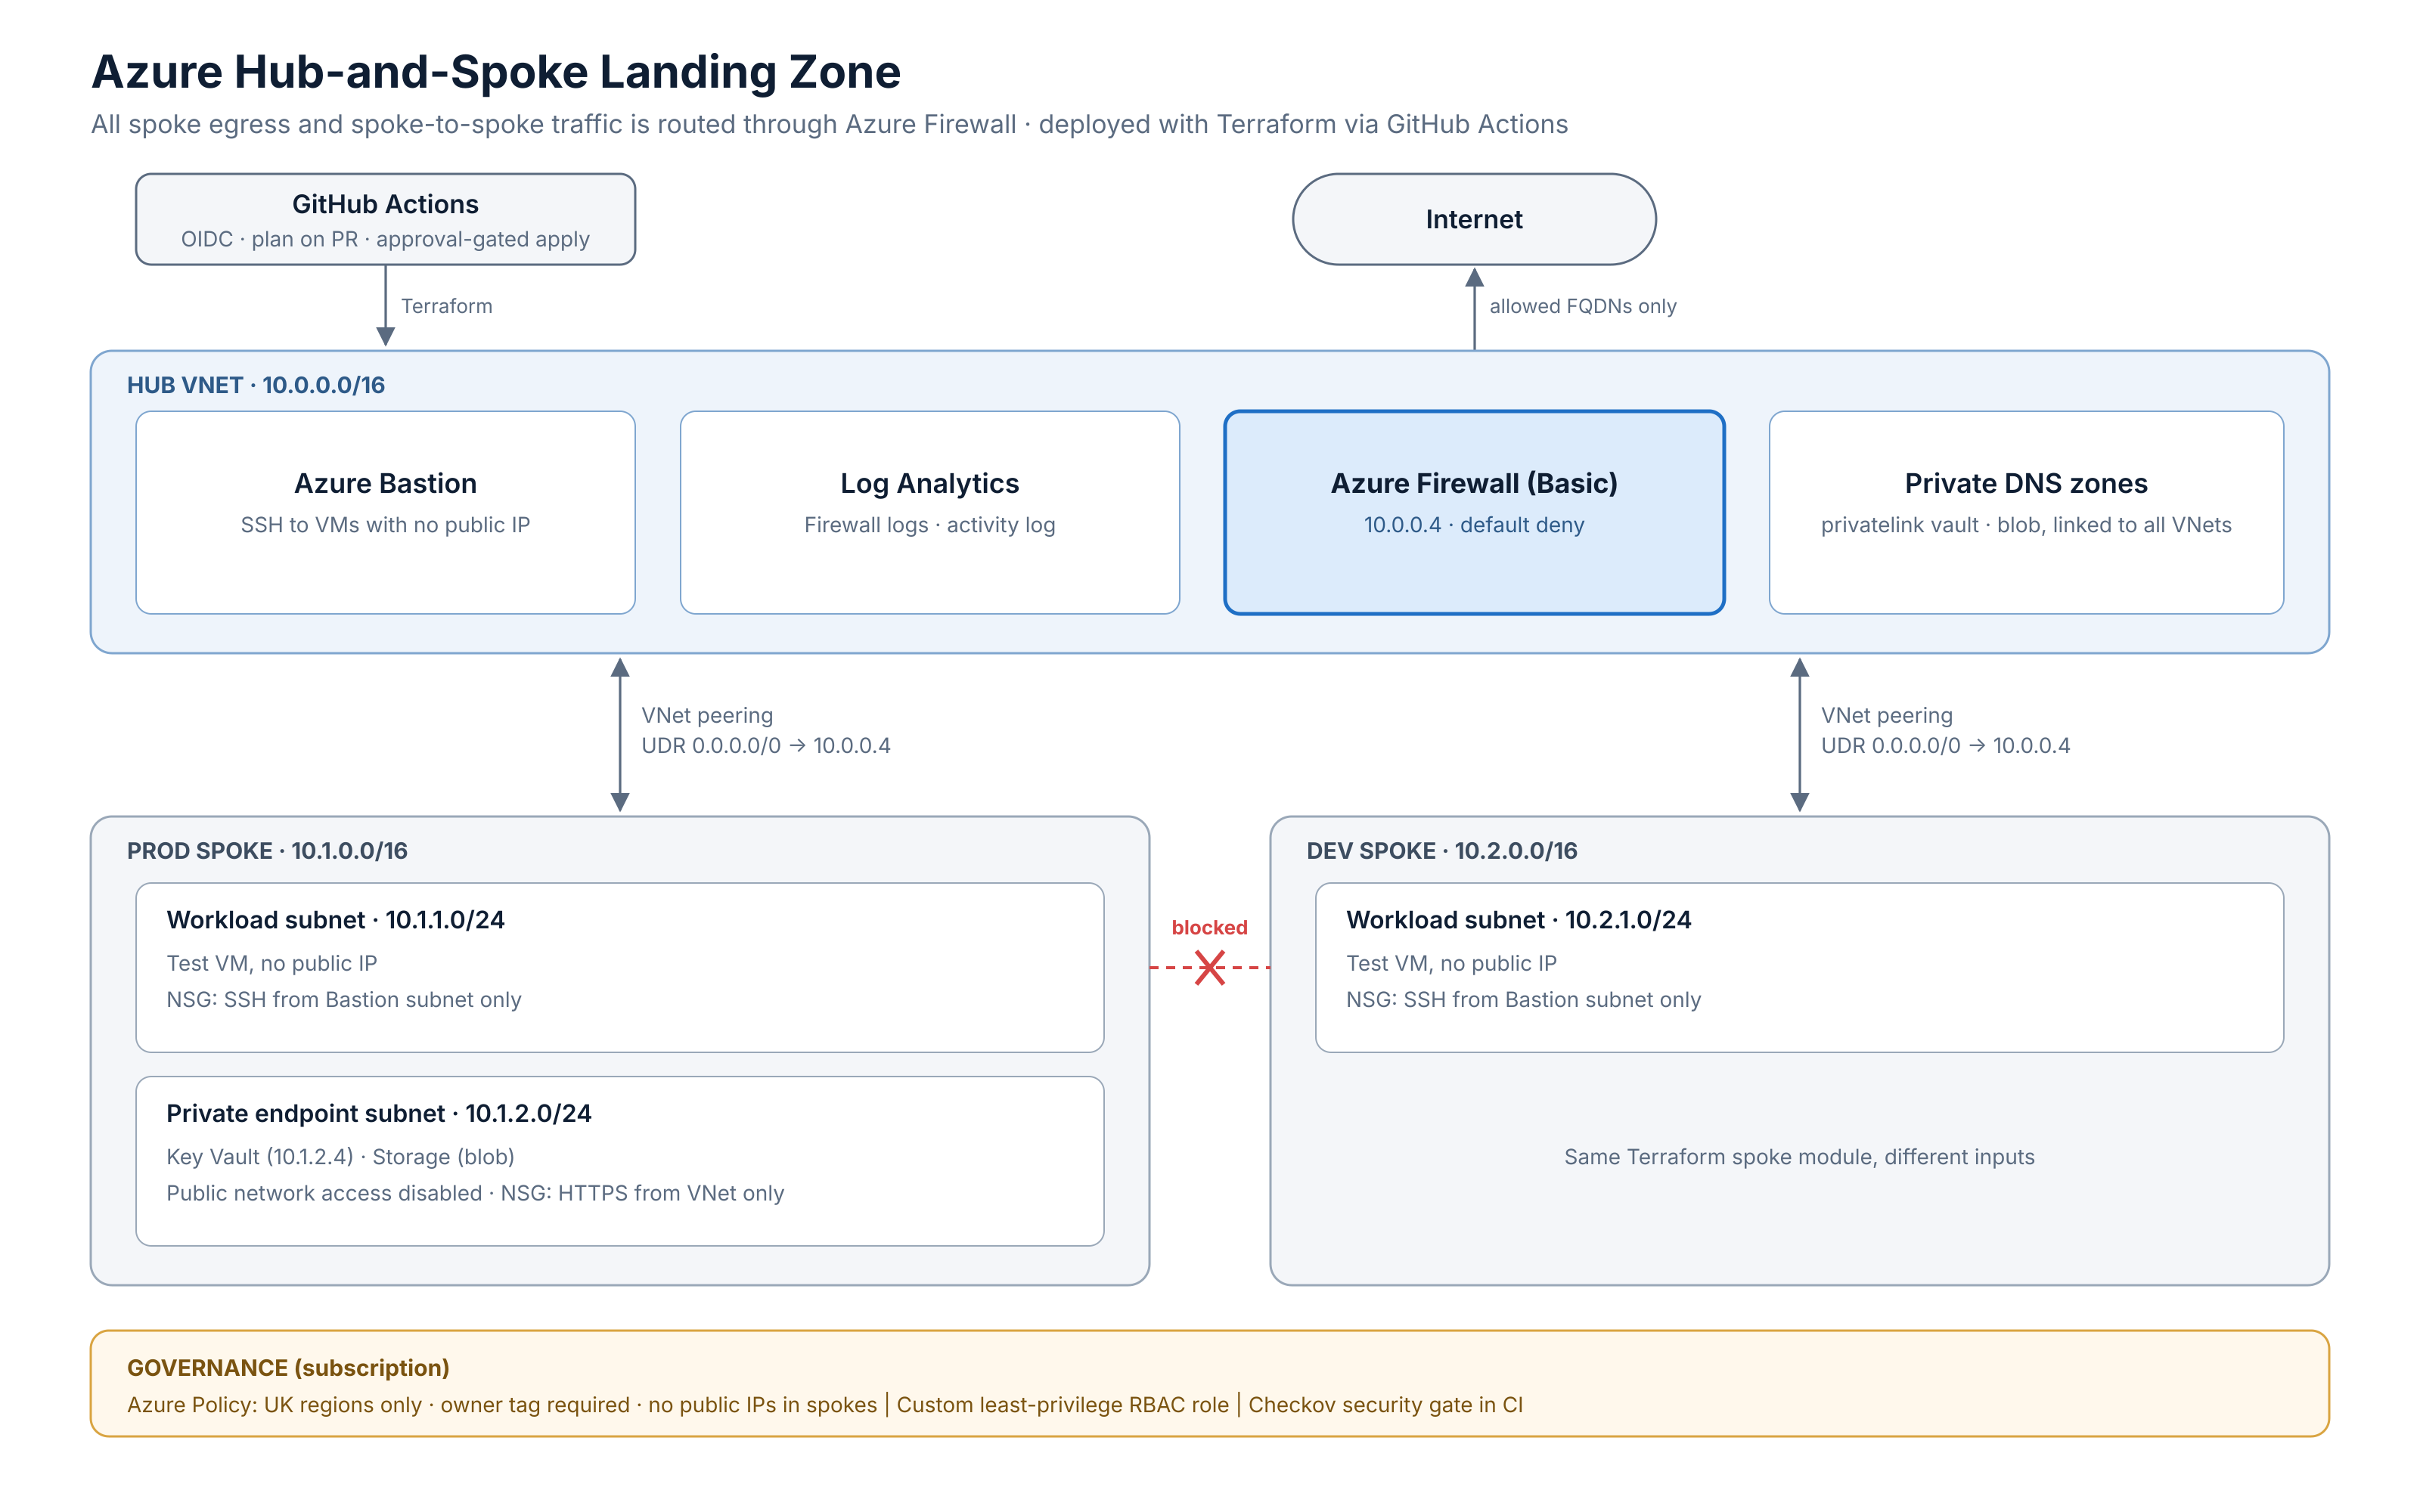 Azure Hub-and-Spoke Landing Zone
All spoke egress and spoke-to-spoke traffic is routed through Azure Firewall · deployed with Terraform via GitHub Actions
GitHub Actions
OIDC · plan on PR · approval-gated apply
Internet
Terraform
allowed FQDNs only
HUB VNET · 10.0.0.0/16
Azure Bastion
SSH to VMs with no public IP
Log Analytics
Firewall logs · activity log
Azure Firewall (Basic)
10.0.0.4 · default deny
Private DNS zones
privatelink vault · blob, linked to all VNets
VNet peering
UDR 0.0.0.0/0 → 10.0.0.4
VNet peering
UDR 0.0.0.0/0 → 10.0.0.4
PROD SPOKE · 10.1.0.0/16
Workload subnet · 10.1.1.0/24
Test VM, no public IP
NSG: SSH from Bastion subnet only
Private endpoint subnet · 10.1.2.0/24
Key Vault (10.1.2.4) · Storage (blob)
Public network access disabled · NSG: HTTPS from VNet only
blocked
DEV SPOKE · 10.2.0.0/16
Workload subnet · 10.2.1.0/24
Test VM, no public IP
NSG: SSH from Bastion subnet only
Same Terraform spoke module, different inputs
GOVERNANCE (subscription)
Azure Policy: UK regions only · owner tag required · no public IPs in spokes | Custom least-privilege RBAC role | Checkov security gate in CI